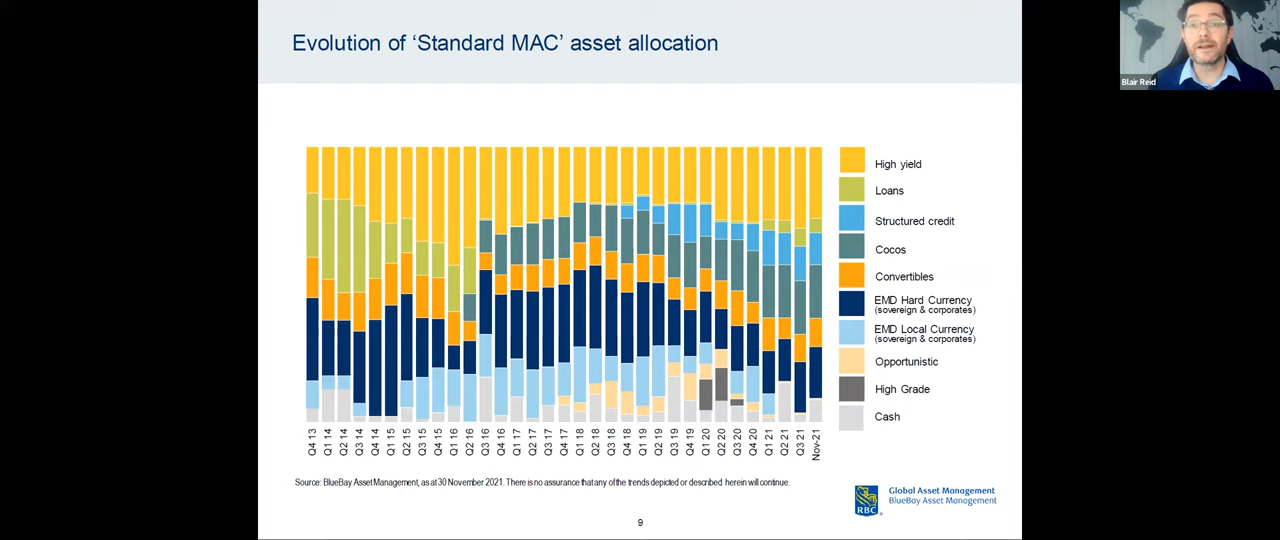 Evolution of ‘Standard MAC’ asset allocation
Blair Reid
High yield
Loans
Structured credit
Cocos
Convertibles
EMD Hard Currency
(sovereign & corporates)
EMD Local Currency
(sovereign & corporates)
Opportunistic
High Grade
Cash
Q4 13
Q1 14
Q2 14
Q3 14
Q4 14
Q1 15
Q2 15
Q3 15
Q4 15
Q1 16
Q2 16
Q3 16
Q4 16
Q1 17
Q2 17
Q3 17
Q4 17
Q1 18
Q2 18
Q3 18
Q4 18
Q1 19
Q2 19
Q3 19
Q4 19
Q1 20
Q2 20
Q3 20
Q4 20
Q1 21
Q2 21
Q3 21
Nov-21
Source: BlueBay Asset Management, as at 30 November 2021. There is no assurance that any of the trends depicted or described herein will continue.
RBC
®
Global Asset Management
BlueBay Asset Management
9